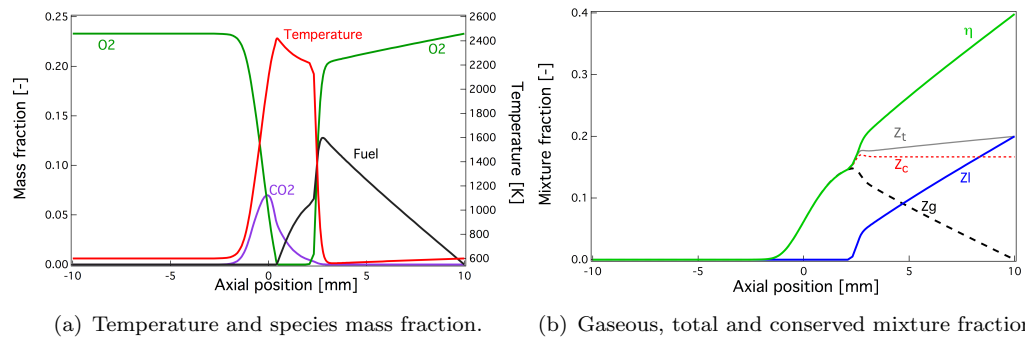 0.25
0.20
0.15
0.10
0.05
0.00
Mass fraction [-]
-10
-5
0
5
10
Axial position [mm]
2600
2400
2200
2000
1800
1600
1400
1200
1000
800
600
Temperature [K]
O2
Temperature
O2
Fuel
CO2
(a) Temperature and species mass fraction.
0.4
0.3
0.2
0.1
0.0
Mixture fraction [-]
-10
-5
0
5
10
Axial position [mm]
η
Zt
Zc
Zl
Zg
(b) Gaseous, total and conserved mixture fraction